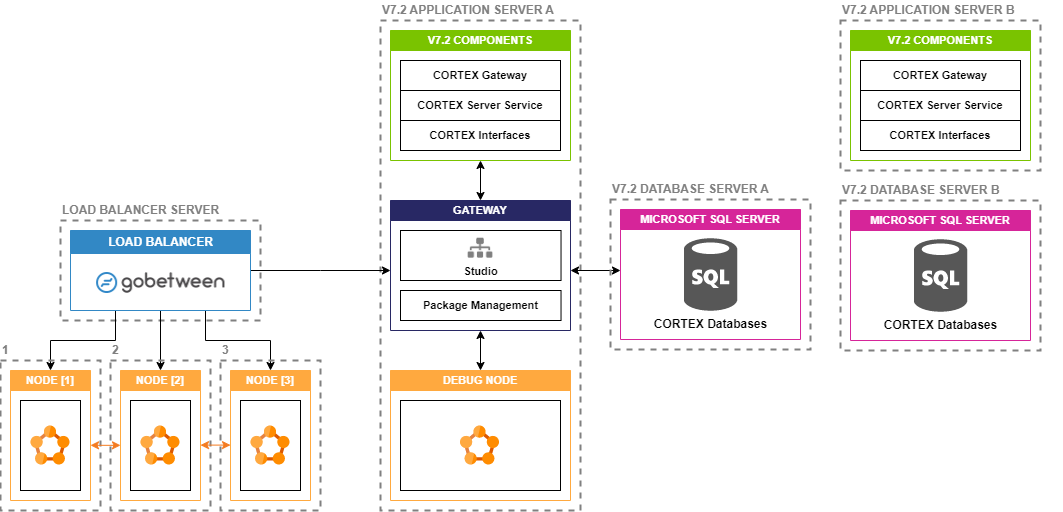 V7.2 APPLICATION SERVER A
V7.2 COMPONENTS
CORTEX Gateway
CORTEX Server Service
CORTEX Interfaces
V7.2 APPLICATION SERVER B
V7.2 COMPONENTS
CORTEX Gateway
CORTEX Server Service
CORTEX Interfaces
LOAD BALANCER SERVER
LOAD BALANCER
gobetween
GATEWAY
Studio
Package Management
V7.2 DATABASE SERVER A
MICROSOFT SQL SERVER
SQL
CORTEX Databases
V7.2 DATABASE SERVER B
MICROSOFT SQL SERVER
SQL
CORTEX Databases
1
NODE [1]
2
NODE [2]
3
NODE [3]
DEBUG NODE